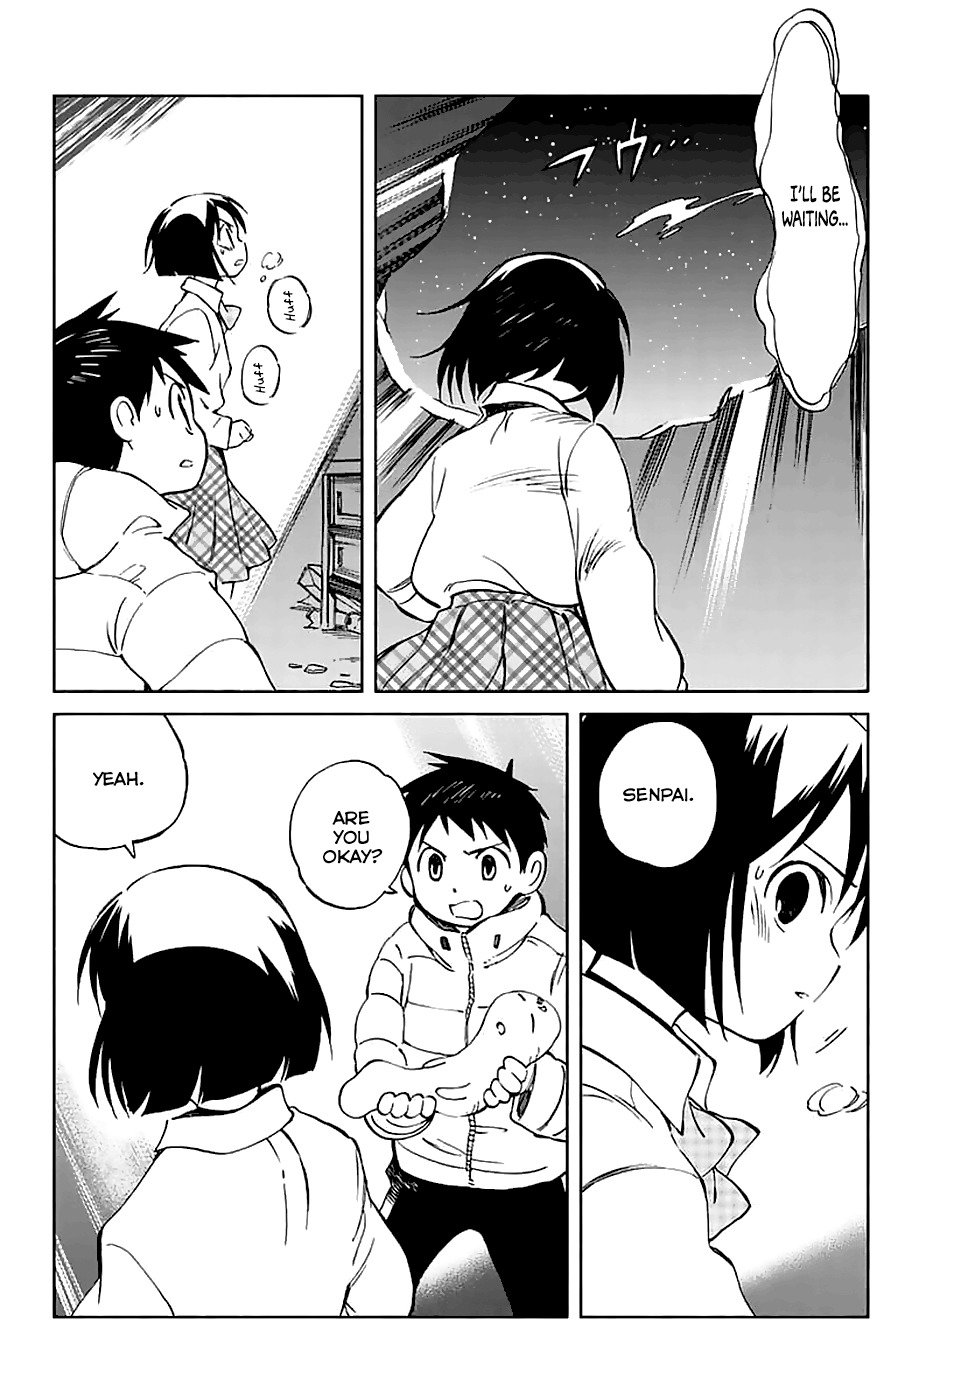 I'LL BE
WAITING...
フゥ...
Huff
Huff
SENPAI.
ARE
YOU
OKAY?
YEAH.